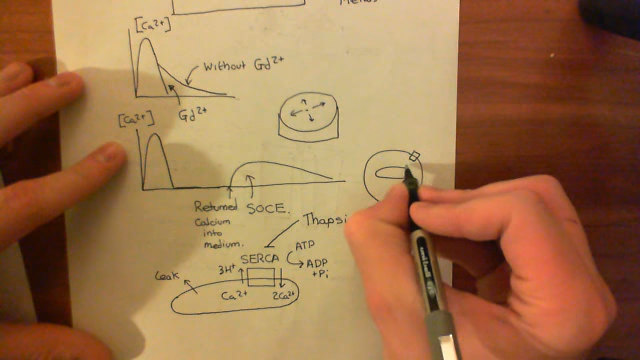 [Ca²⁺]
Without Gd²⁺
Gd²⁺
[Ca²⁺]
Returned
Calcium
into
medium.
SOCE.
Thapsi
SERCA
ATP
ADP
+Pi
3H⁺
Leak
Ca²⁺
2Ca²⁺